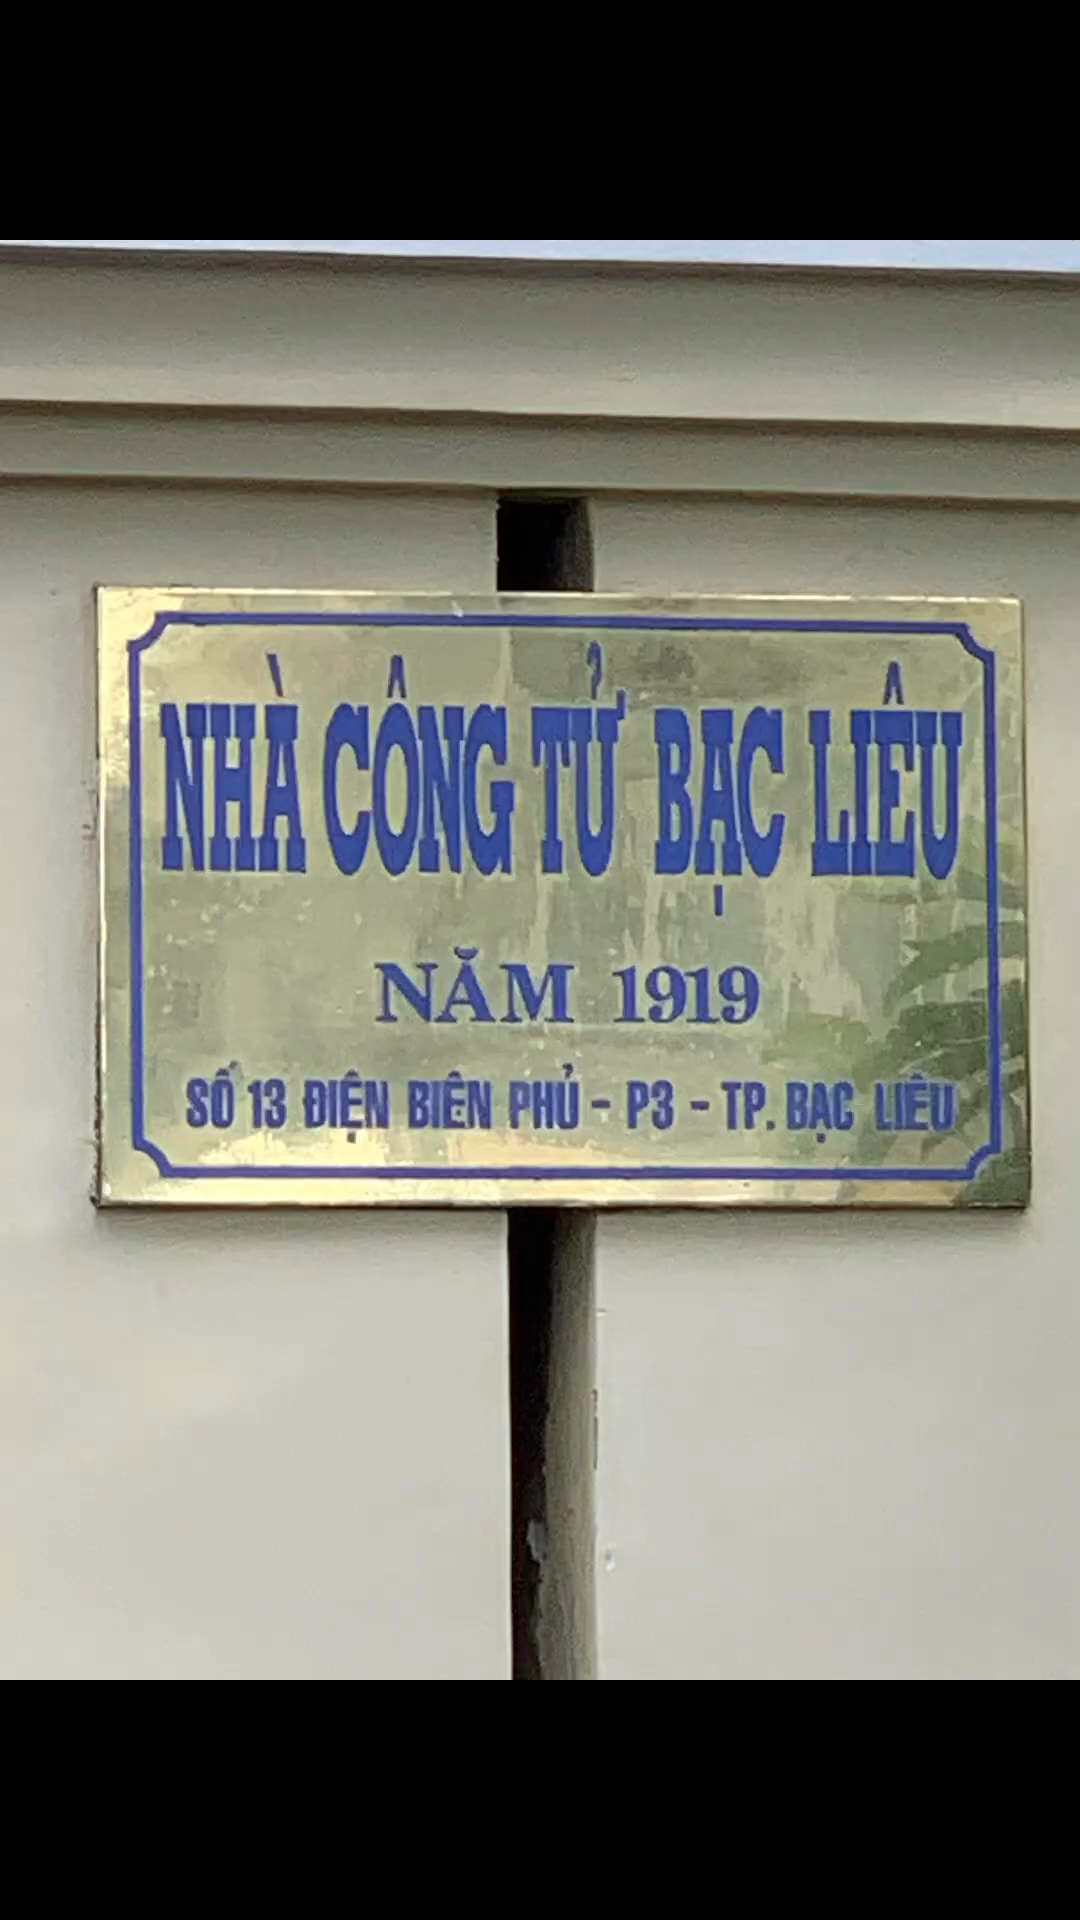 NHÀ CÔNG TỬ BẠC LIÊU
NĂM 1919
SỐ 13 ĐIỆN BIÊN PHỦ - P3 - TP. BẠC LIÊU